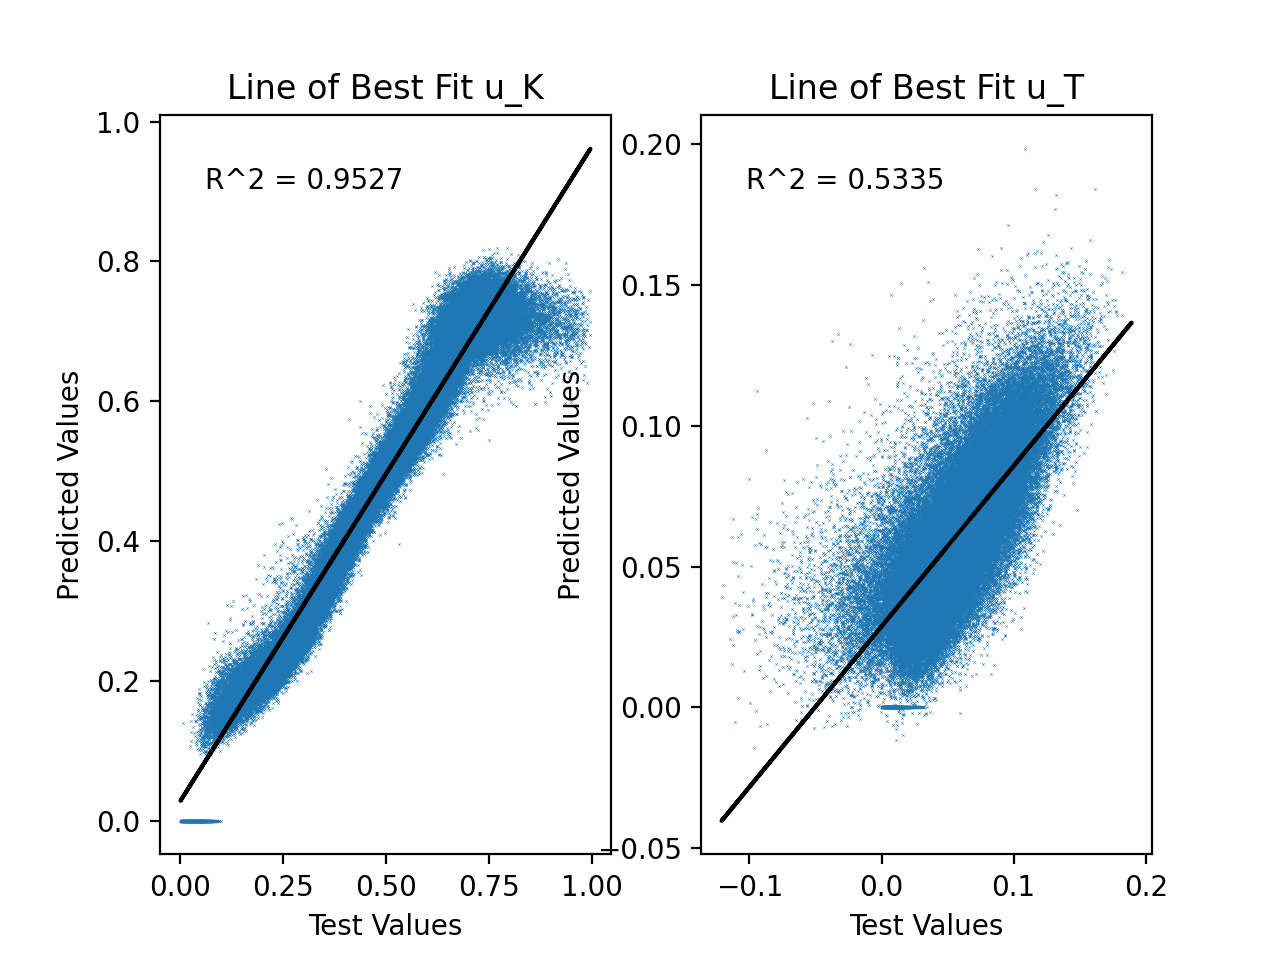 Line of Best Fit u_K
R^2 = 0.9527
1.0
0.8
0.6
0.4
0.2
0.0
Predicted Values
0.00 0.25 0.50 0.75 1.00
Test Values
Line of Best Fit u_T
R^2 = 0.5335
0.20
0.15
0.10
0.05
0.00
−0.05
Predicted Values
−0.1 0.0 0.1 0.2
Test Values